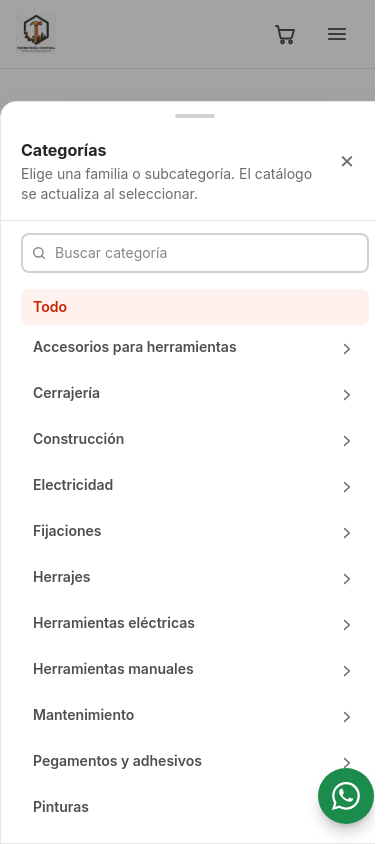 Categorías
Elige una familia o subcategoría. El catálogo
se actualiza al seleccionar.
Buscar categoría
Todo
Accesorios para herramientas
Cerrajería
Construcción
Electricidad
Fijaciones
Herrajes
Herramientas eléctricas
Herramientas manuales
Mantenimiento
Pegamentos y adhesivos
Pinturas